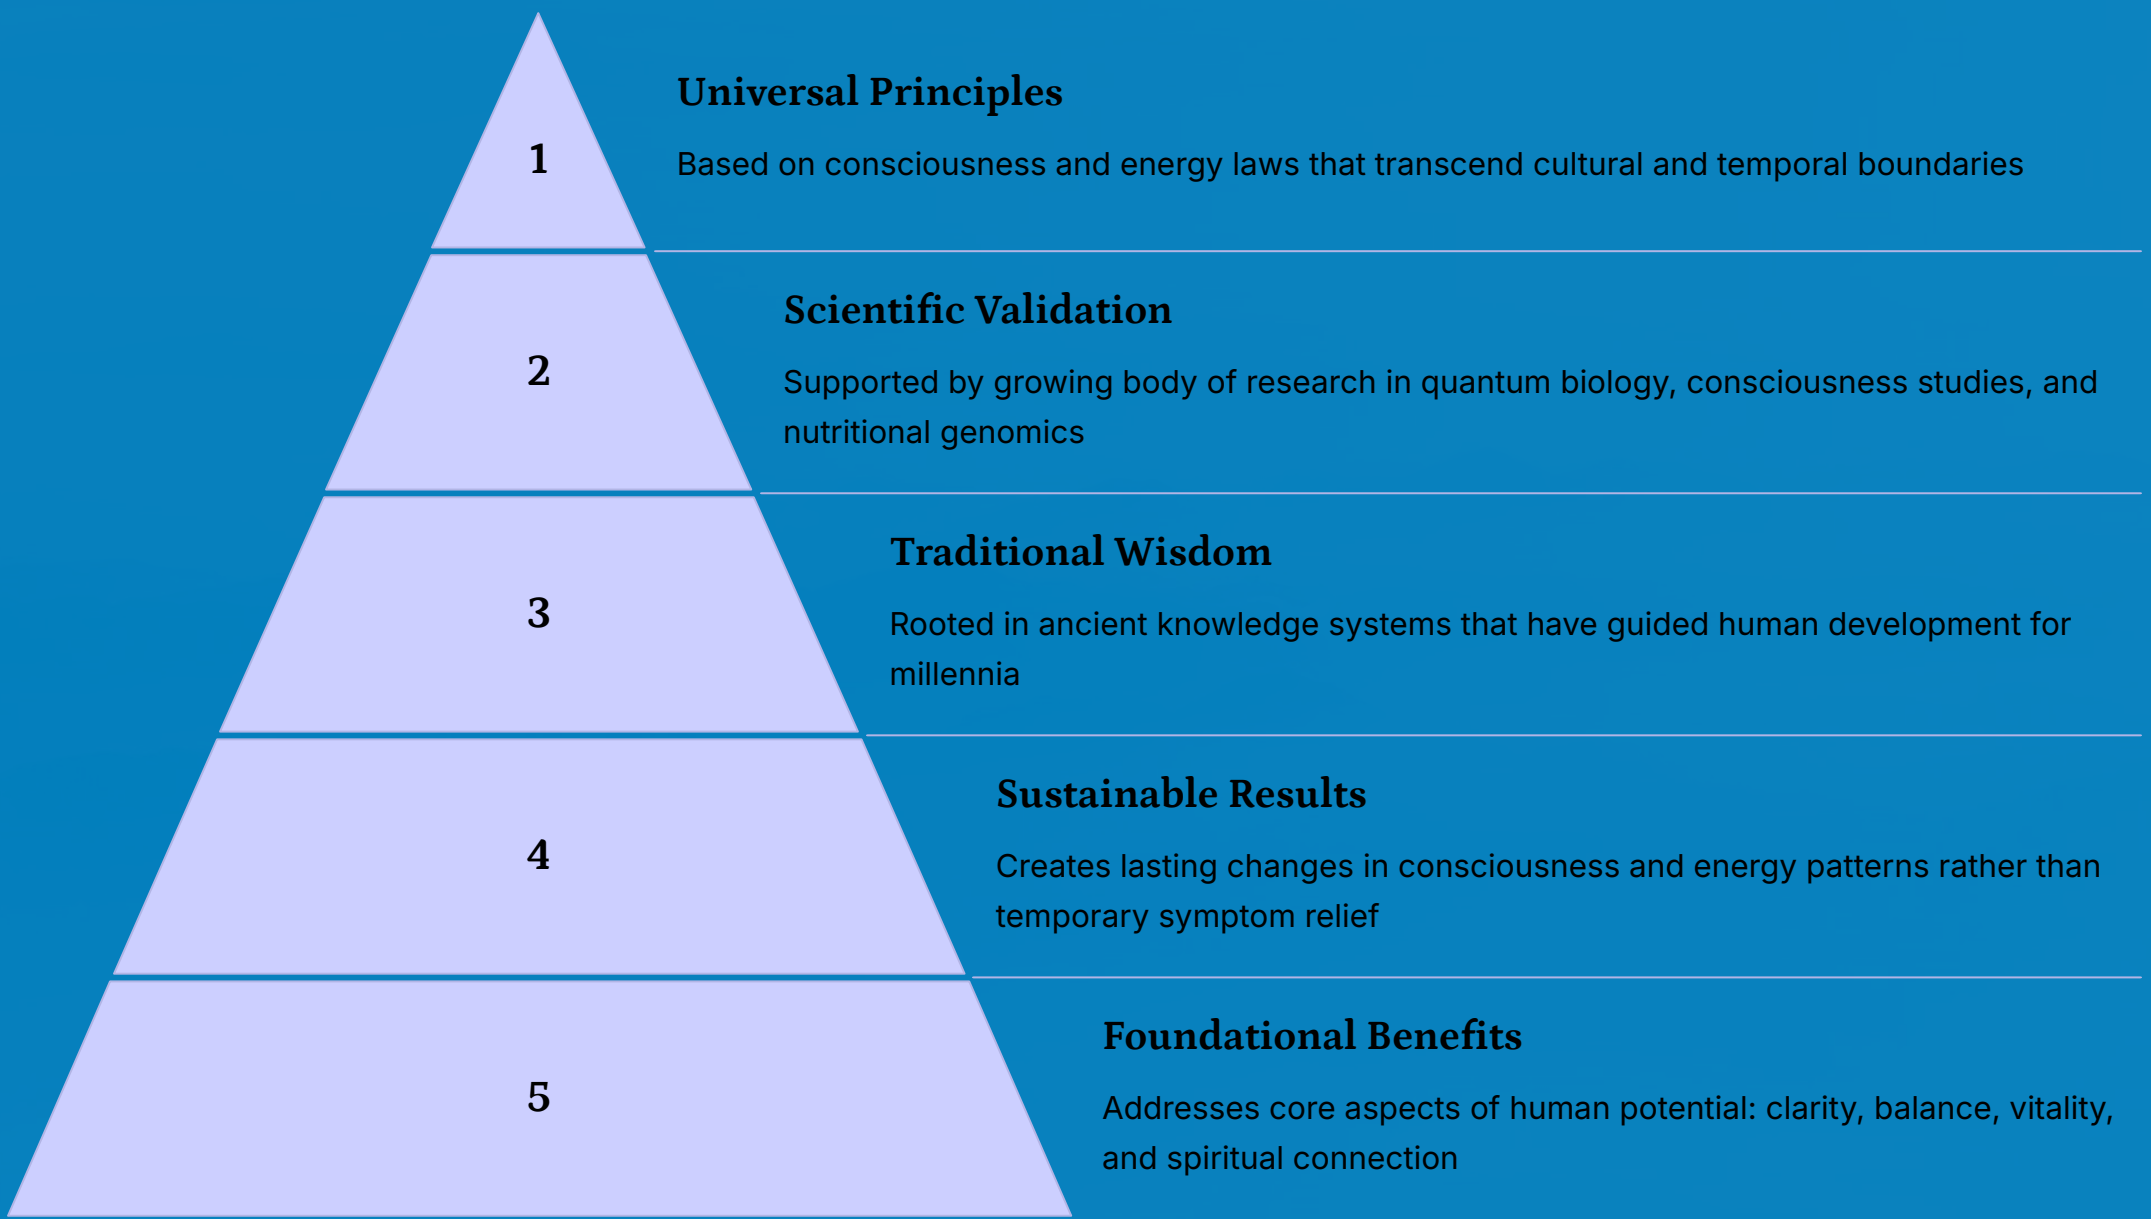 1
Universal Principles
Based on consciousness and energy laws that transcend cultural and temporal boundaries
2
Scientific Validation
Supported by growing body of research in quantum biology, consciousness studies, and
nutritional genomics
3
Traditional Wisdom
Rooted in ancient knowledge systems that have guided human development for
millennia
4
Sustainable Results
Creates lasting changes in consciousness and energy patterns rather than
temporary symptom relief
5
Foundational Benefits
Addresses core aspects of human potential: clarity, balance, vitality,
and spiritual connection